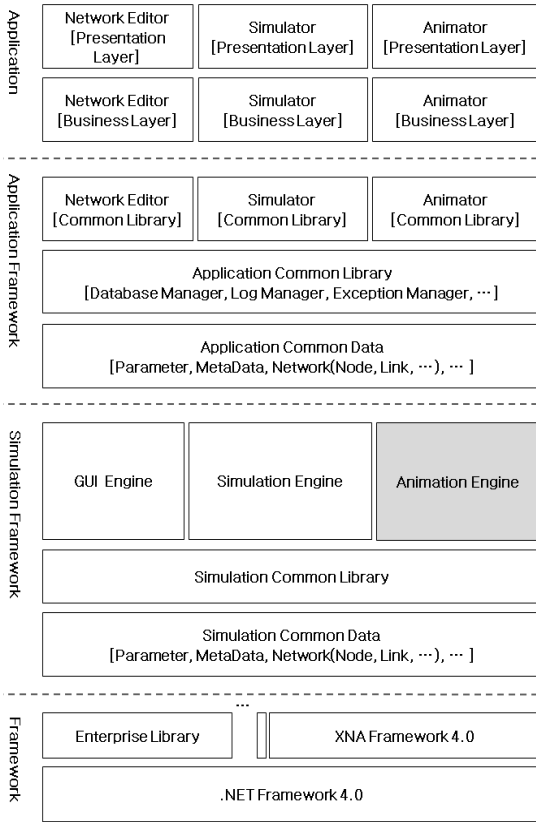 Application
Network Editor
[Presentation
Layer]
Simulator
[Presentation Layer]
Animator
[Presentation Layer]
Network Editor
[Business Layer]
Simulator
[Business Layer]
Animator
[Business Layer]
Application Framework
Network Editor
[Common Library]
Simulator
[Common Library]
Animator
[Common Library]
Application Common Library
[Database Manager, Log Manager, Exception Manager, ···]
Application Common Data
[Parameter, MetaData, Network(Node, Link, ···), ··· ]
Simulation Framework
GUI Engine
Simulation Engine
Animation Engine
Simulation Common Library
Simulation Common Data
[Parameter, MetaData, Network(Node, Link, ···), ··· ]
Framework
···
Enterprise Library
XNA Framework 4.0
.NET Framework 4.0